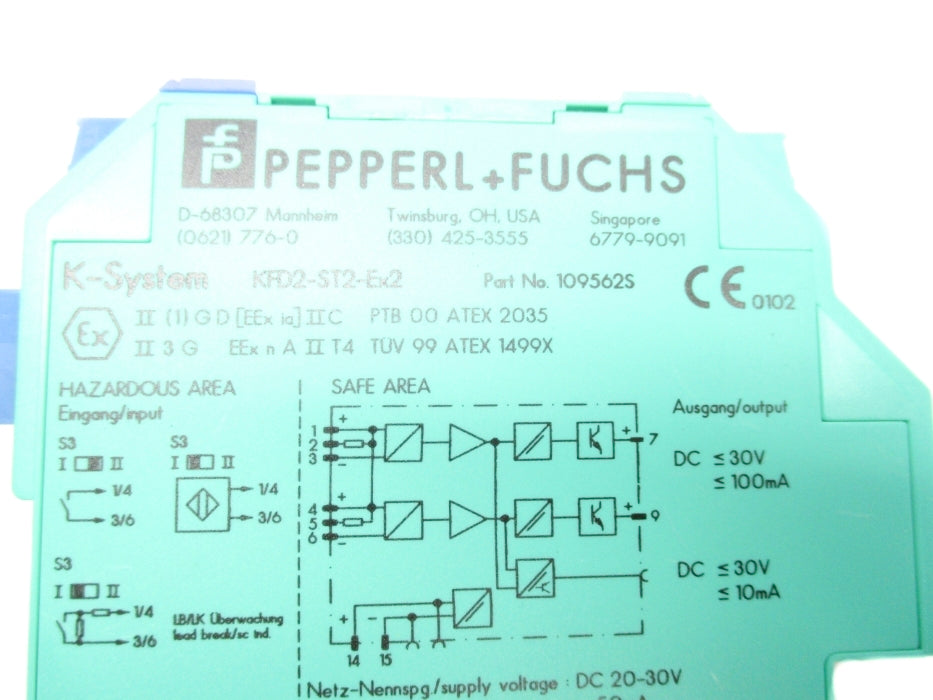 PEPPERL+FUCHS
D-68307 Mannheim Twinsburg, OH, USA Singapore
(0621) 776-0 (330) 425-3555 6779-9091
K-System KFD2-ST2-Ex2 Part No. 109562S CE 0102
Ex II (1) G D [EEx ia] II C PTB 00 ATEX 2035
II 3 G EEx n A II T4 TÜV 99 ATEX 1499X
HAZARDOUS AREA SAFE AREA
Eingang/input
Ausgang/output
S3 S3
I II I II
1/4 1/4
3/6 3/6
S3
I II
1/4
3/6
LB/LK Überwachung
lead break/sc ind.
1 +
2
3 -
4 +
5
6 -
+ 7
+ 9
DC ≤ 30V
≤ 100mA
DC ≤ 30V
≤ 10mA
+ -
14 15
Netz-Nennspg./supply voltage : DC 20-30V